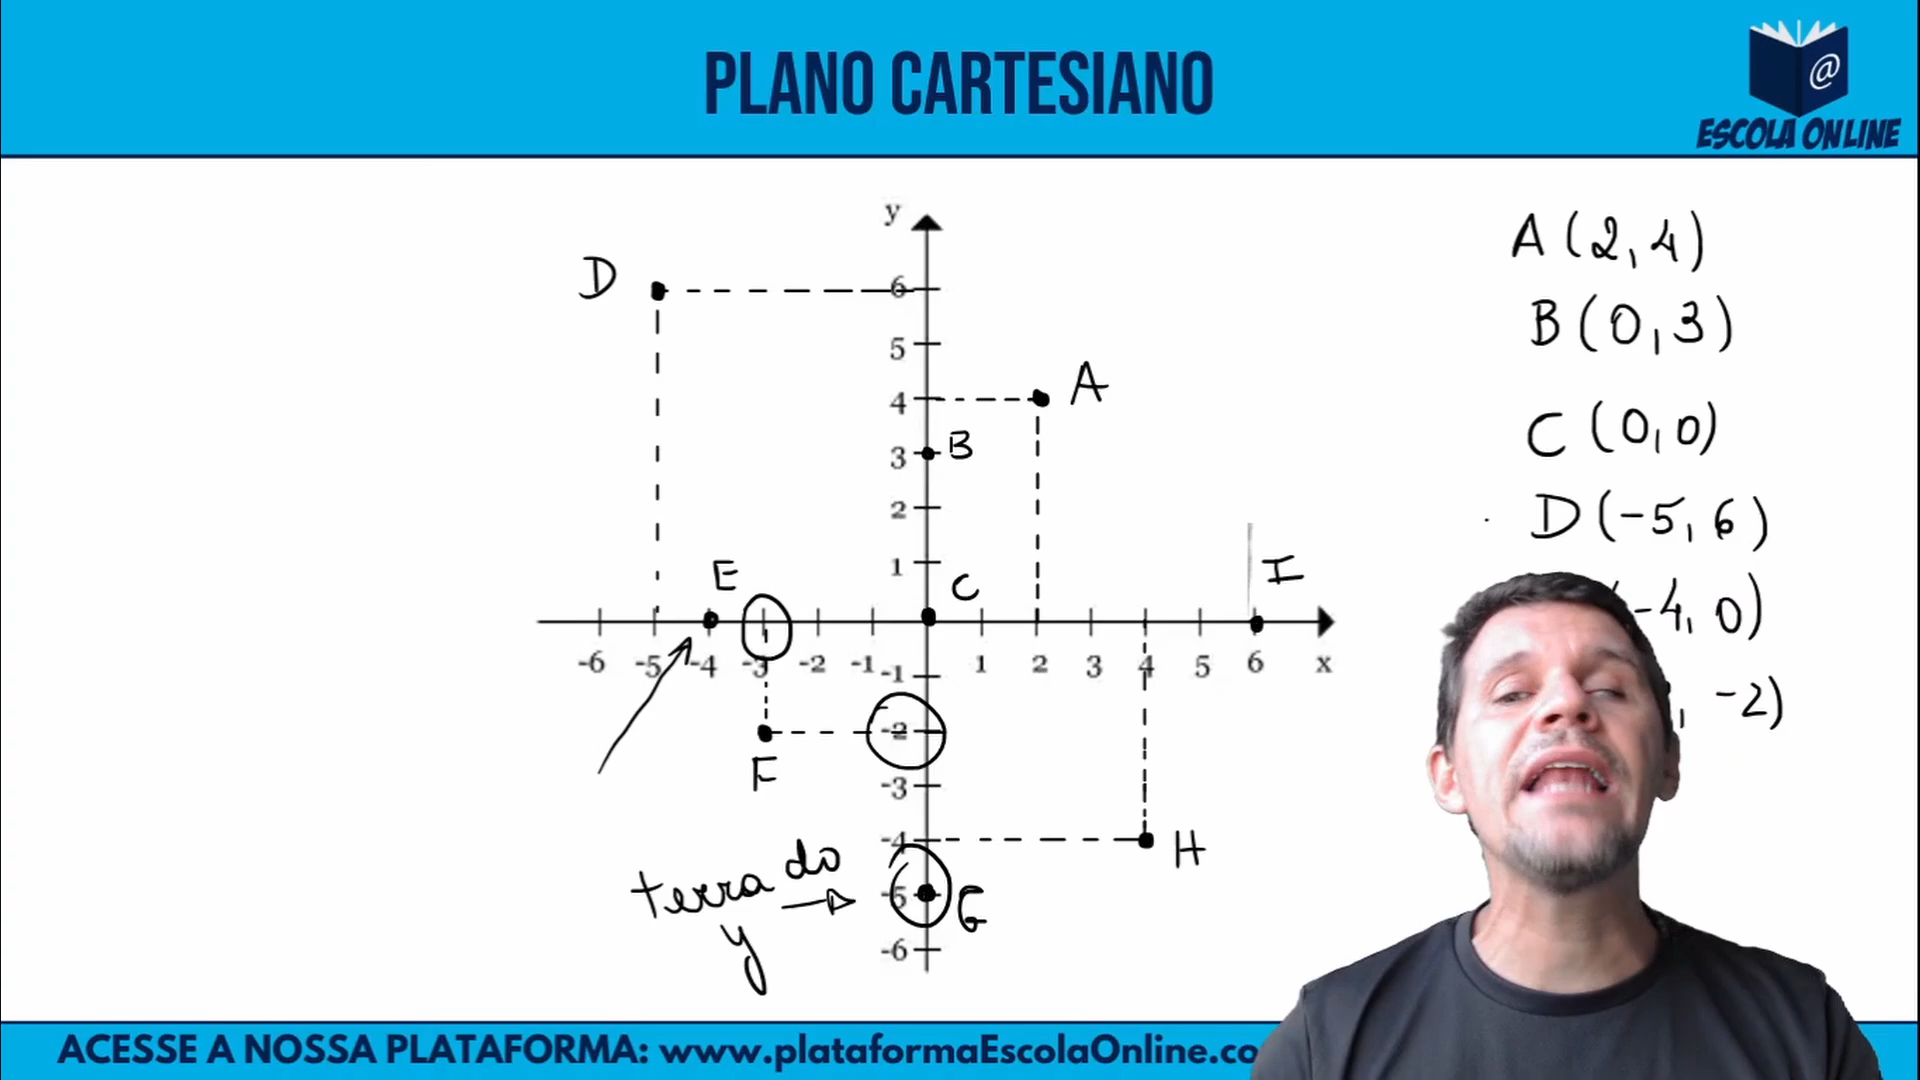 PLANO CARTESIANO
@
ESCOLA ONLINE
y
D
6
5
4
A
3
B
2
1
E
C
I
-6 -5 -4 -3 -2 -1 1 2 3 4 5 6 x
-1
-2
F
-3
-4
H
-5
G
-6
terra do
y
A (2, 4)
B (0, 3)
C (0, 0)
D (-5, 6)
(-4, 0)
, -2)
ACESSE A NOSSA PLATAFORMA: www.plataformaEscolaOnline.co